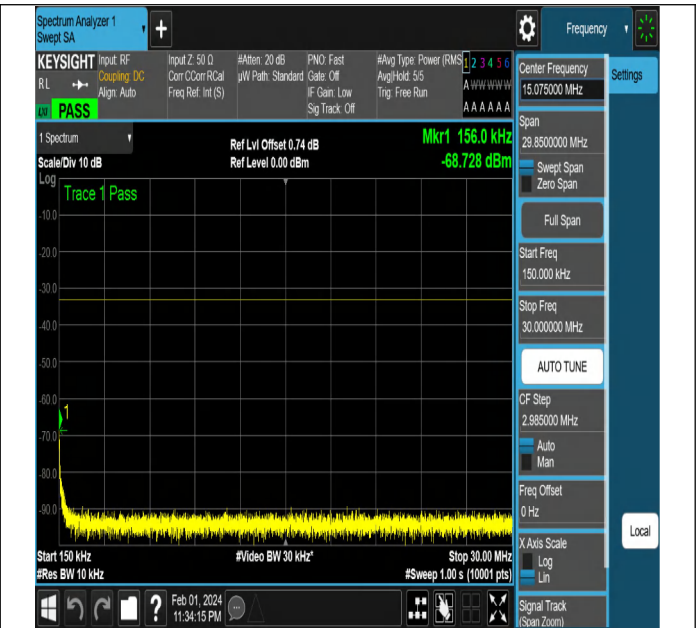 Spectrum Analyzer 1
Swept SA
+
Frequency
KEYSIGHT
Input: RF
Input Z: 50 Ω
#Atten: 20 dB
PNO: Fast
#Avg Type: Power (RMS
1 2 3 4 5 6
R L
Coupling: DC
Corr CCorr RCal
µW Path: Standard
Gate: Off
Avg|Hold: 5/5
A W W W W W
Align: Auto
Freq Ref: Int (S)
IF Gain: Low
Trig: Free Run
PASS
Sig Track: Off
A A A A A A
1 Spectrum
Ref Lvl Offset 0.74 dB
Mkr1 156.0 kHz
Scale/Div 10 dB
Ref Level 0.00 dBm
-68.728 dBm
Log
Trace 1 Pass
-10.0
-20.0
-30.0
-40.0
-50.0
-60.0
1
-70.0
-80.0
-90.0
Start 150 kHz
#Video BW 30 kHz*
Stop 30.00 MHz
#Res BW 10 kHz
#Sweep 1.00 s (10001 pts)
?
Feb 01, 2024
11:34:15 PM
Center Frequency
15.075000 MHz
Settings
Span
29.8500000 MHz
Swept Span
Zero Span
Full Span
Start Freq
150.000 kHz
Stop Freq
30.000000 MHz
AUTO TUNE
CF Step
2.985000 MHz
Auto
Man
Freq Offset
0 Hz
Local
X Axis Scale
Log
Lin
Signal Track
(Span Zoom)